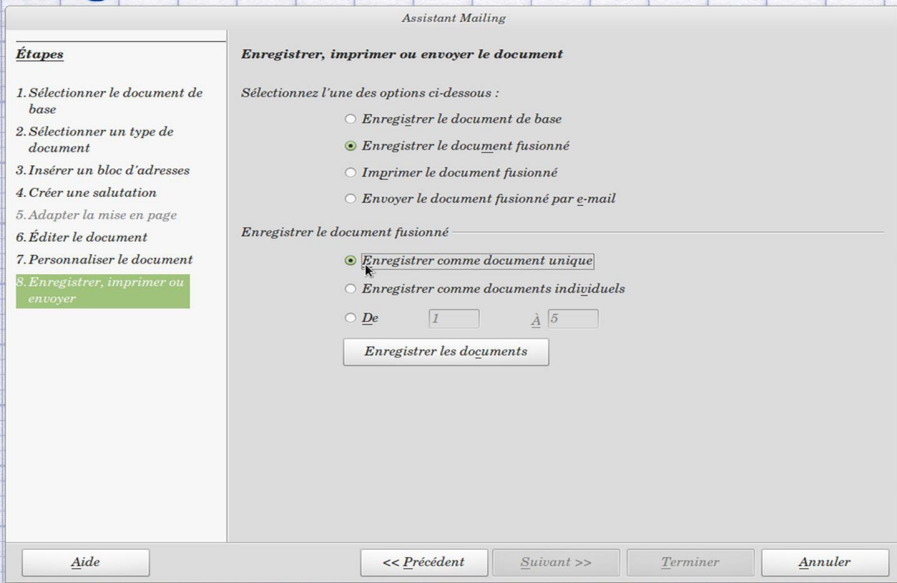 Assistant Mailing
Étapes
1. Sélectionner le document de
base
2. Sélectionner un type de
document
3. Insérer un bloc d'adresses
4. Créer une salutation
5. Adapter la mise en page
6. Éditer le document
7. Personnaliser le document
8. Enregistrer, imprimer ou
envoyer
Enregistrer, imprimer ou envoyer le document
Sélectionnez l'une des options ci-dessous :
Enregistrer le document de base
Enregistrer le document fusionné
Imprimer le document fusionné
Envoyer le document fusionné par e-mail
Enregistrer le document fusionné
Enregistrer comme document unique
Enregistrer comme documents individuels
De 1 À 5
Enregistrer les documents
Aide << Précédent Suivant >> Terminer Annuler